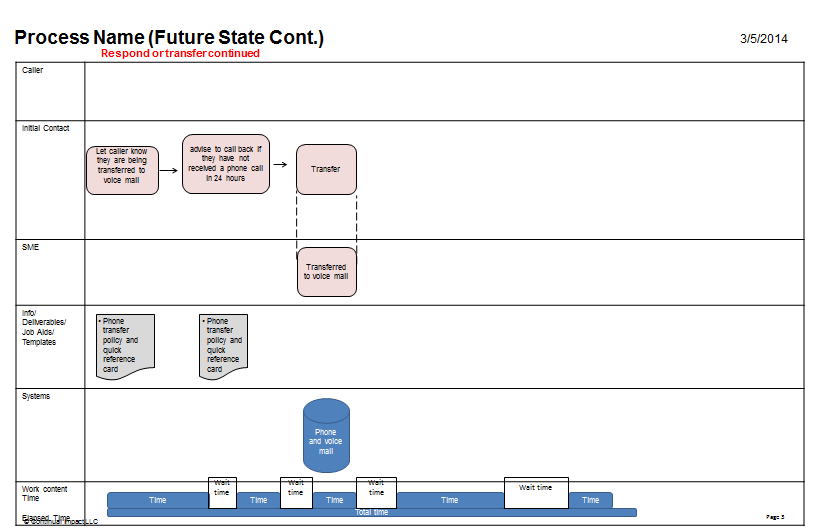 Process Name (Future State Cont.)
3/5/2014
Respond or transfer continued
Caller
Initial Contact
Let caller know
they are being
transferred to
voice mail
advise to call back if
they have not
received a phone call
in 24 hours
Transfer
SME
Transferred
to voice mail
Info/
Deliverables/
Job Aids/
Templates
• Phone
transfer
policy and
quick
reference
card
• Phone
transfer
policy and
quick
reference
card
Systems
Phone
and voice
mail
Work content
Time
Time
Wait
time
Time
Wait
time
Time
Wait
time
Time
Wait time
Time
Elapsed Time
Total time
© Continual Impact LLC
Page 5